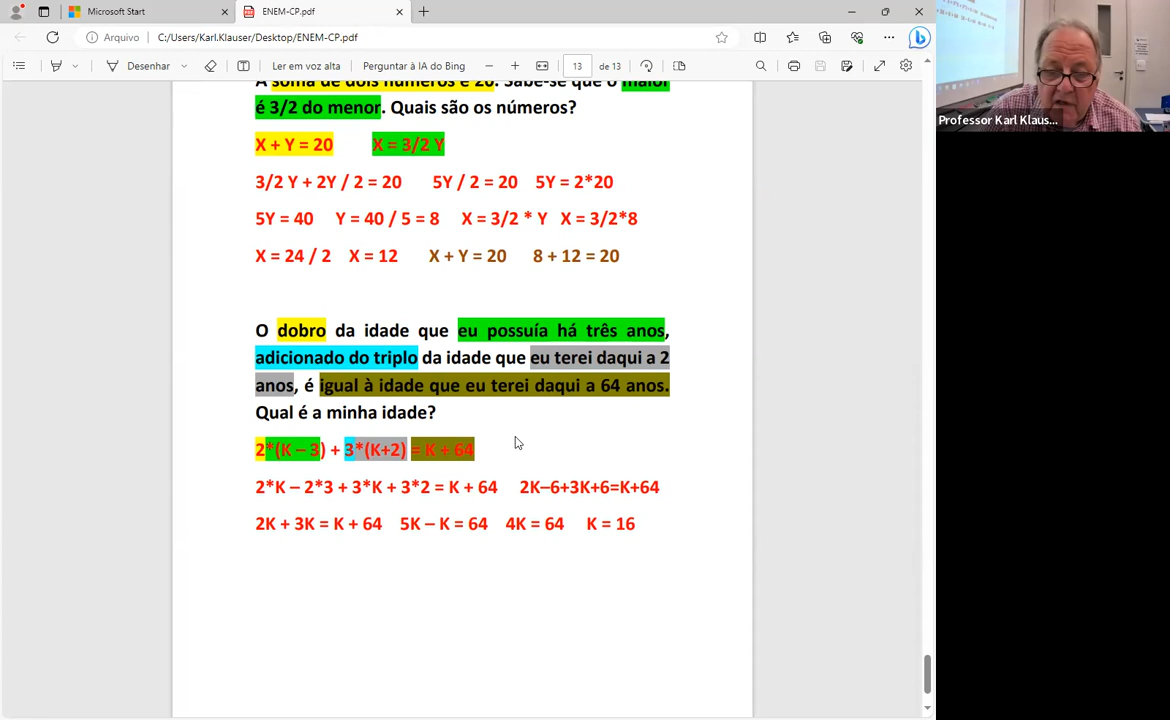 Microsoft Start
ENEM-CP.pdf
Arquivo
C:/Users/Karl.Klauser/Desktop/ENEM-CP.pdf
Desenhar
Ler em voz alta
Perguntar à IA do Bing
13
de 13
A soma de dois números é 20. Sabe-se que o maior
é 3/2 do menor. Quais são os números?
X + Y = 20 X = 3/2 Y
3/2 Y + 2Y / 2 = 20 5Y / 2 = 20 5Y = 2*20
5Y = 40 Y = 40 / 5 = 8 X = 3/2 * Y X = 3/2*8
X = 24 / 2 X = 12 X + Y = 20 8 + 12 = 20
O dobro da idade que eu possuía há três anos,
adicionado do triplo da idade que eu terei daqui a 2
anos, é igual à idade que eu terei daqui a 64 anos.
Qual é a minha idade?
2*(K – 3) + 3*(K+2) = K + 64
2*K – 2*3 + 3*K + 3*2 = K + 64 2K–6+3K+6=K+64
2K + 3K = K + 64 5K – K = 64 4K = 64 K = 16
Professor Karl Klaus...